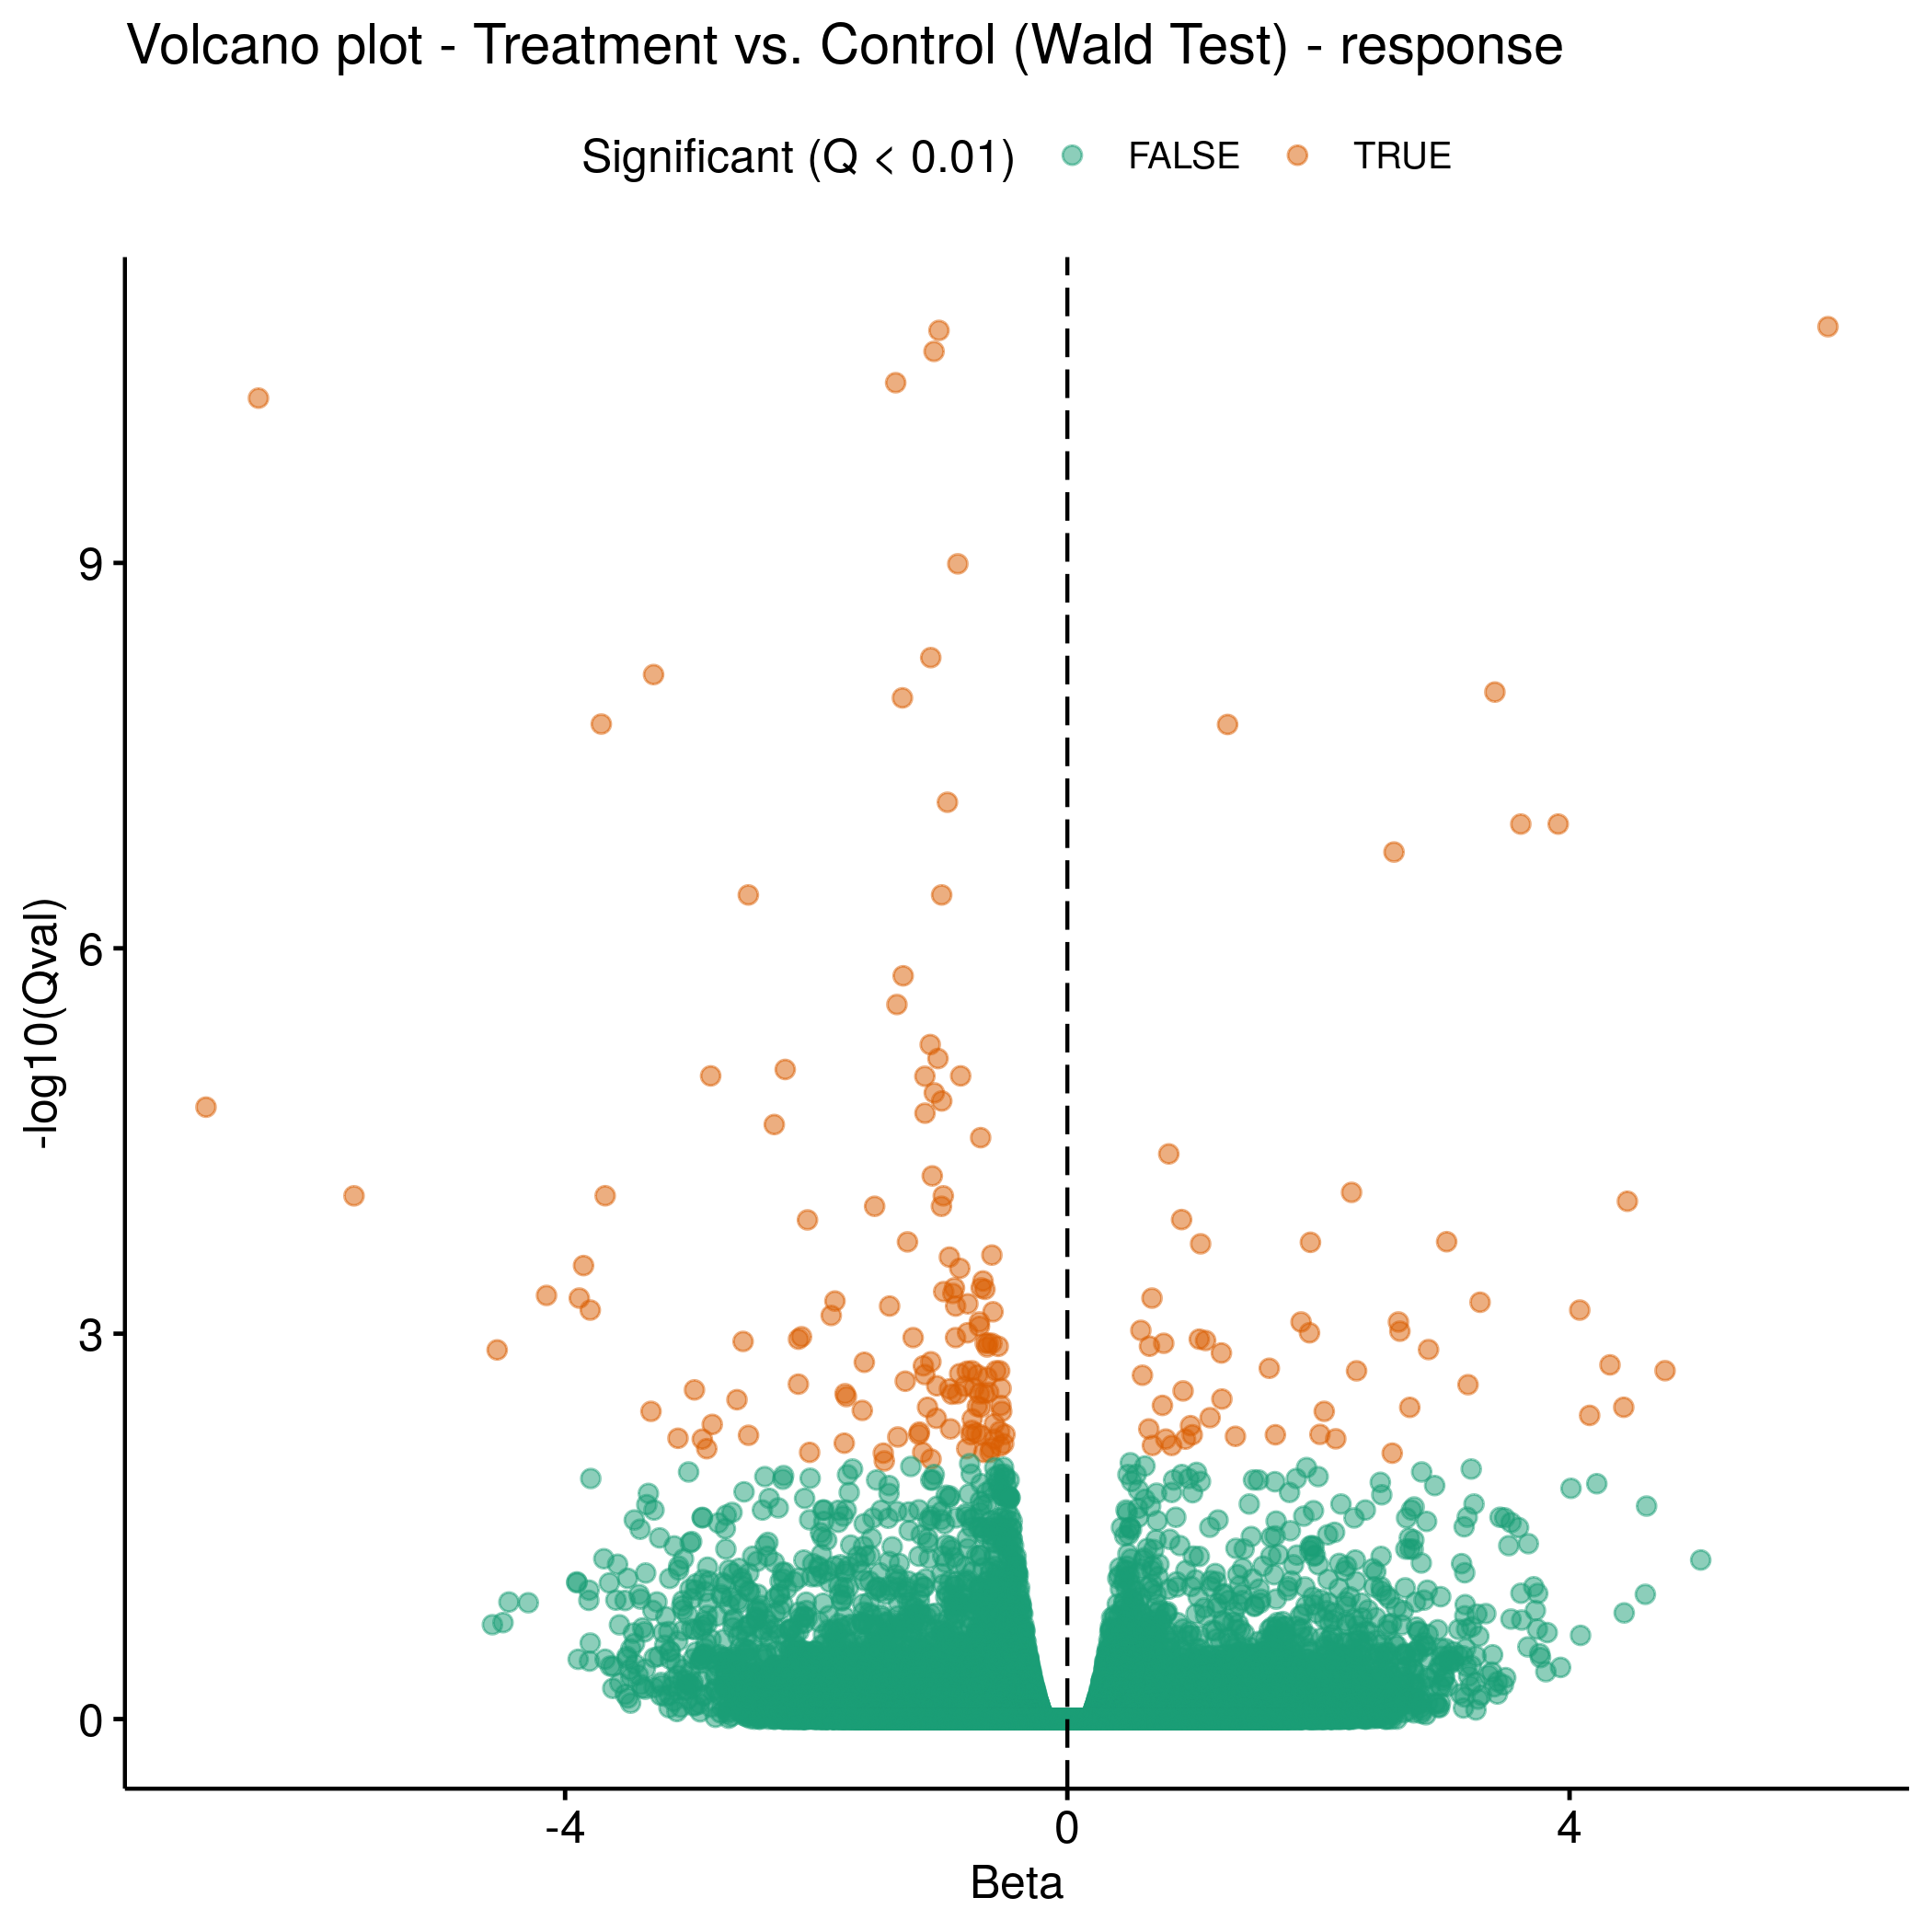 Volcano plot - Treatment vs. Control (Wald Test) - response
Significant (Q < 0.01) FALSE TRUE
9
6
3
0
-log10(Qval)
-4 0 4
Beta